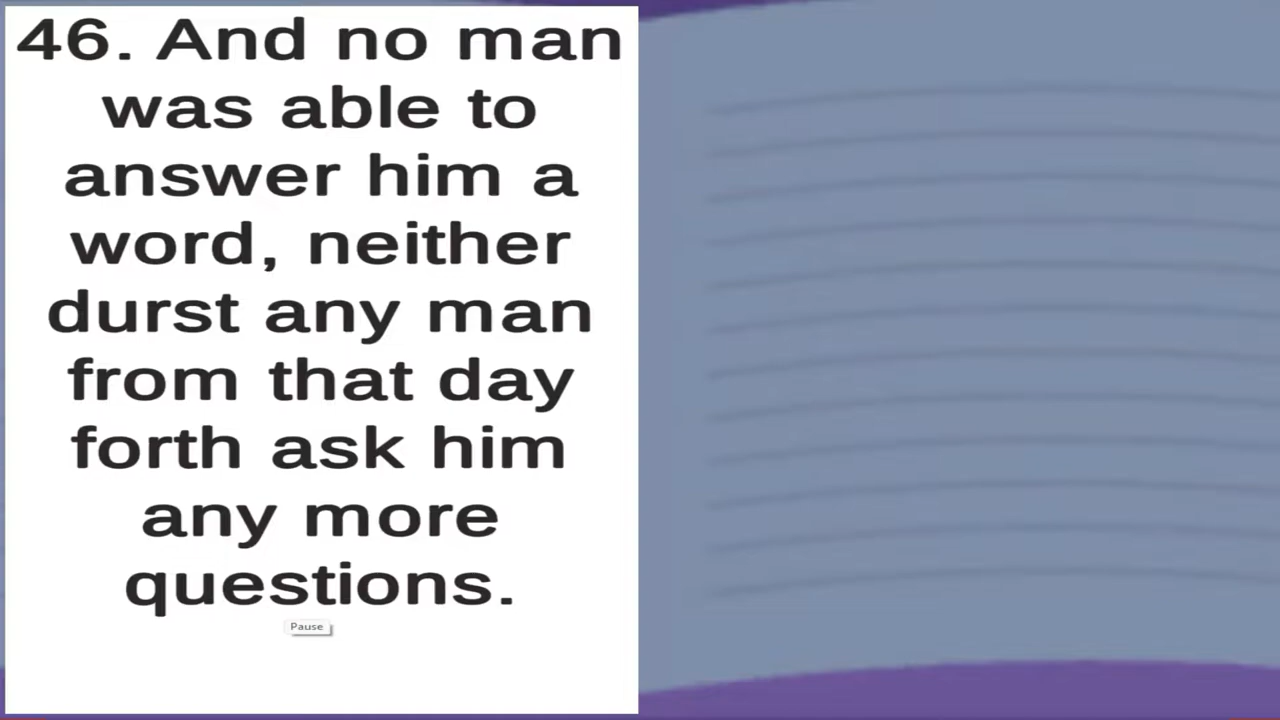 46. And no man
was able to
answer him a
word, neither
durst any man
from that day
forth ask him
any more
questions.
Pause